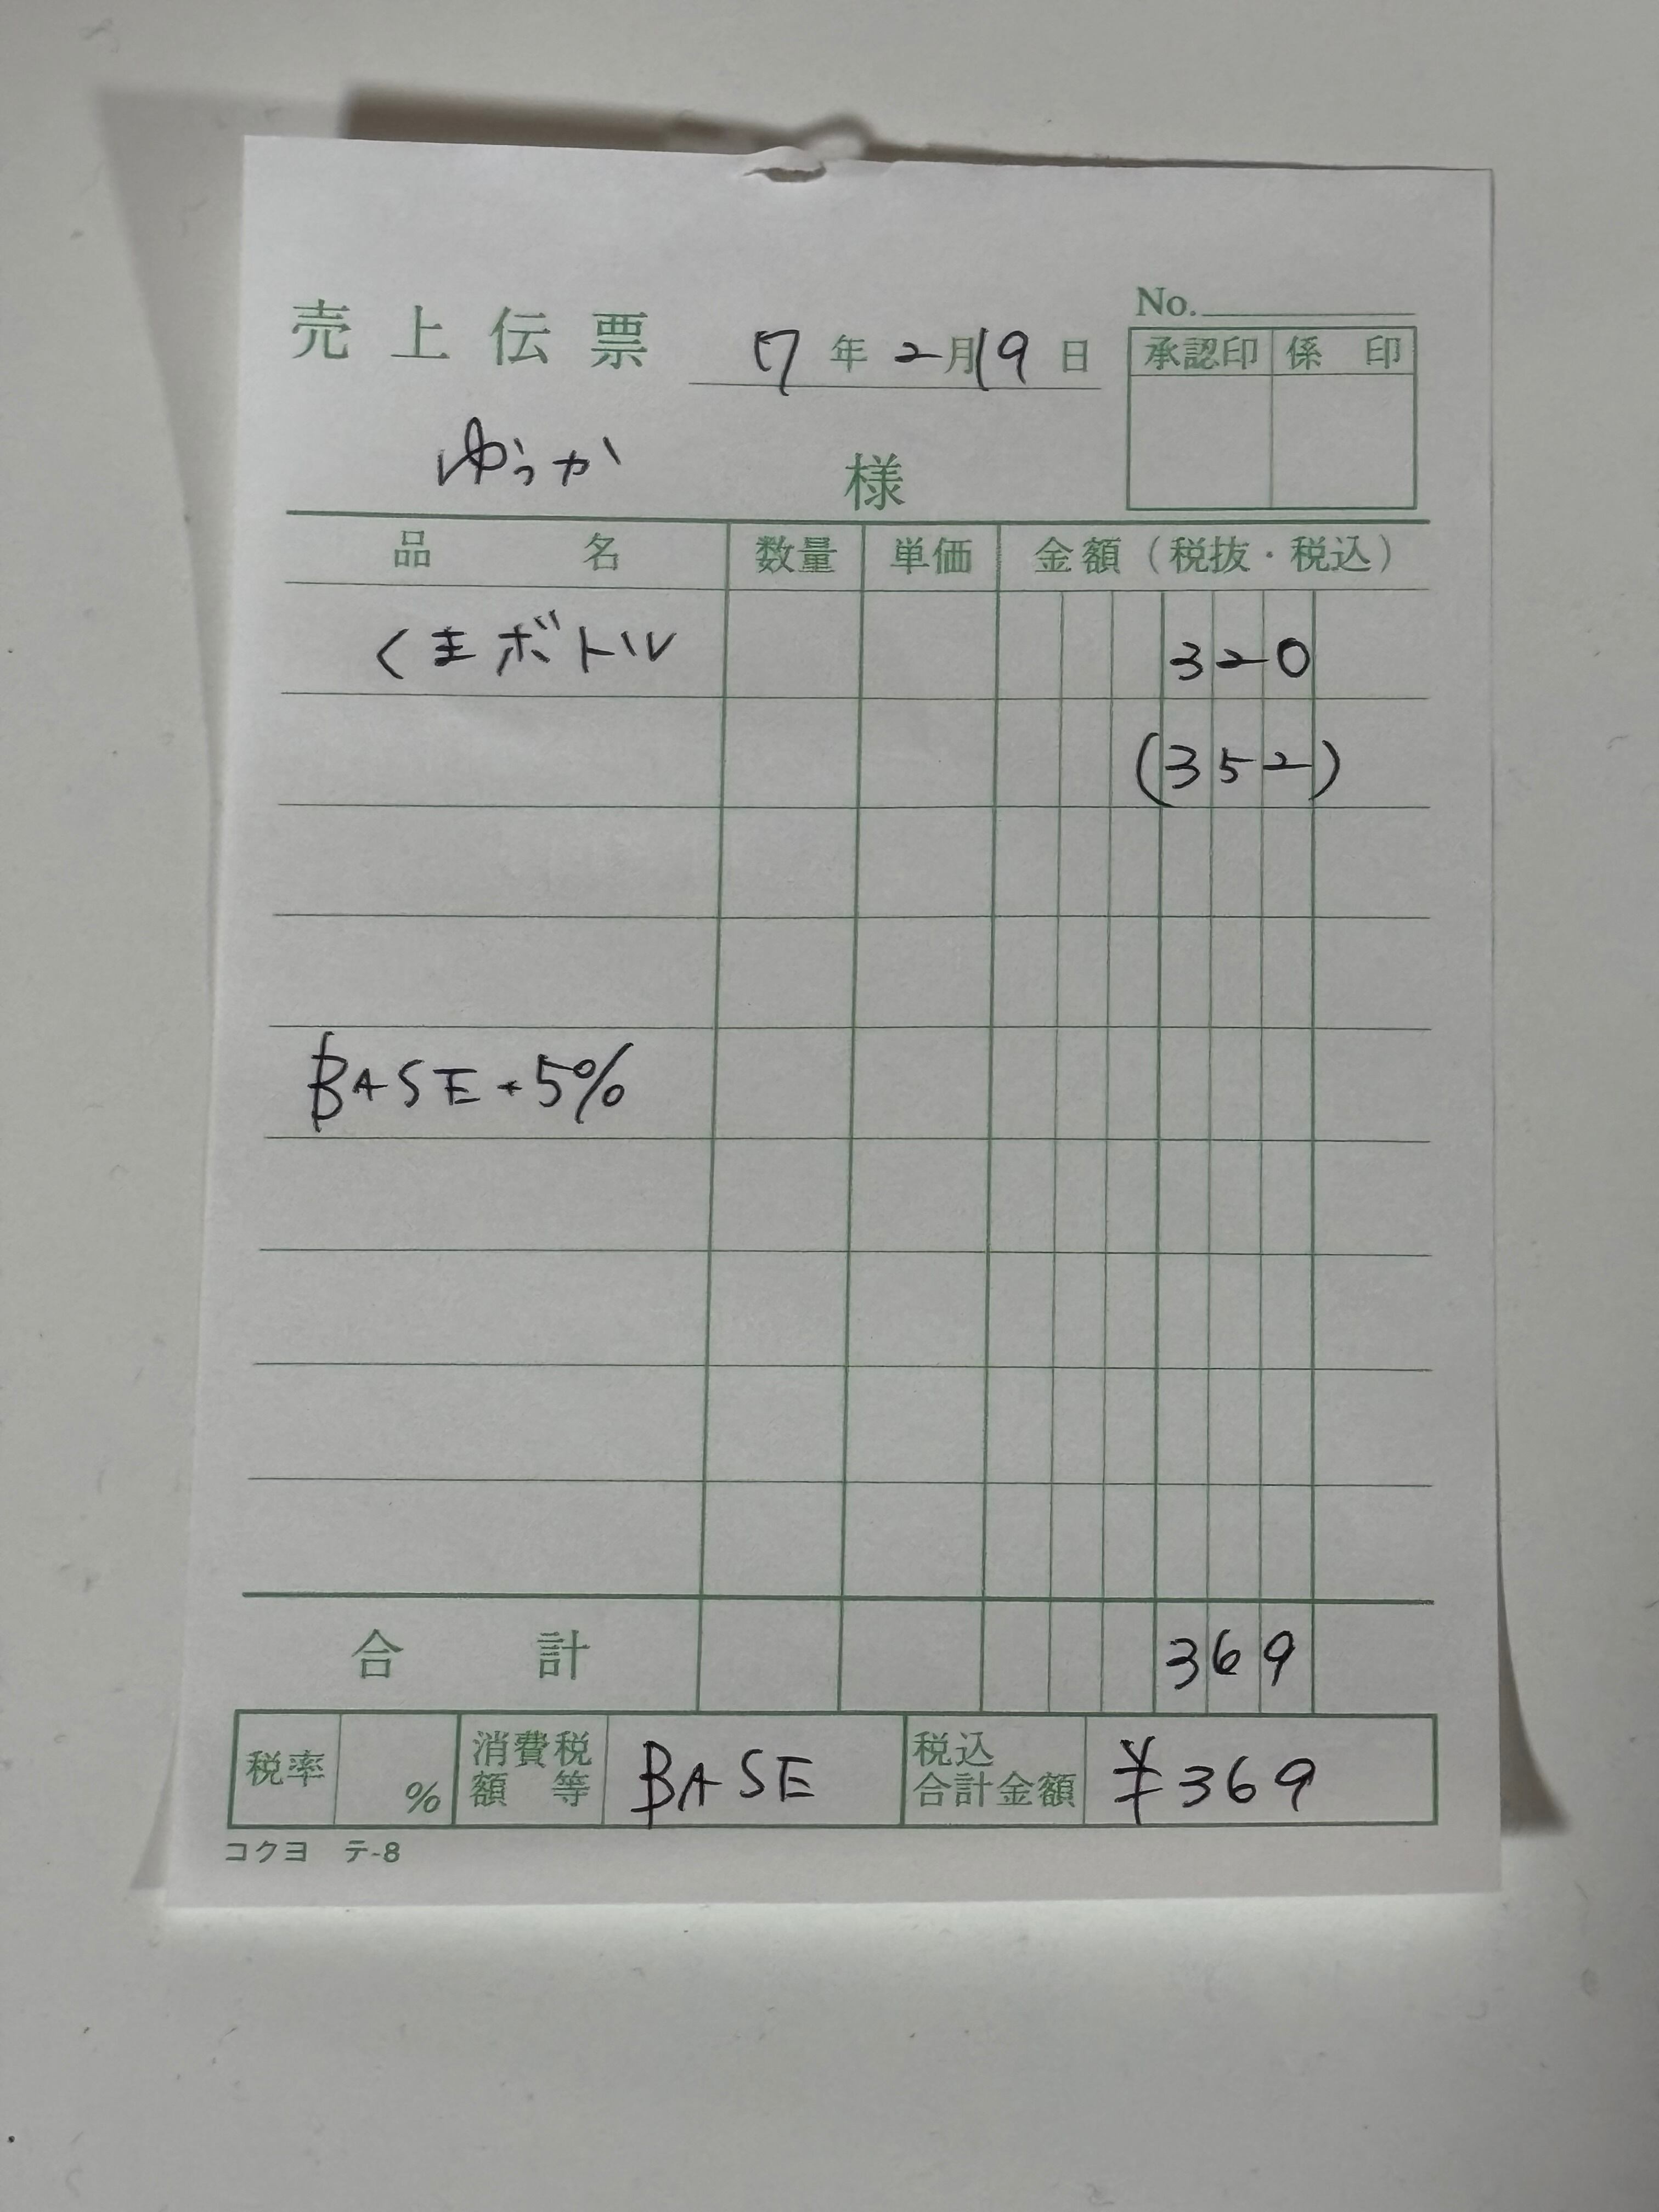 No.
売上伝票 7年2月19日
承認印 係印
ゆうか 様
品名 数量 単価 金額(税抜・税込)
くまボトル 320
(352)
BASE+5%
合計 369
税率 % 消費税額等 BASE 税込合計金額 ¥369
コクヨ テ-8